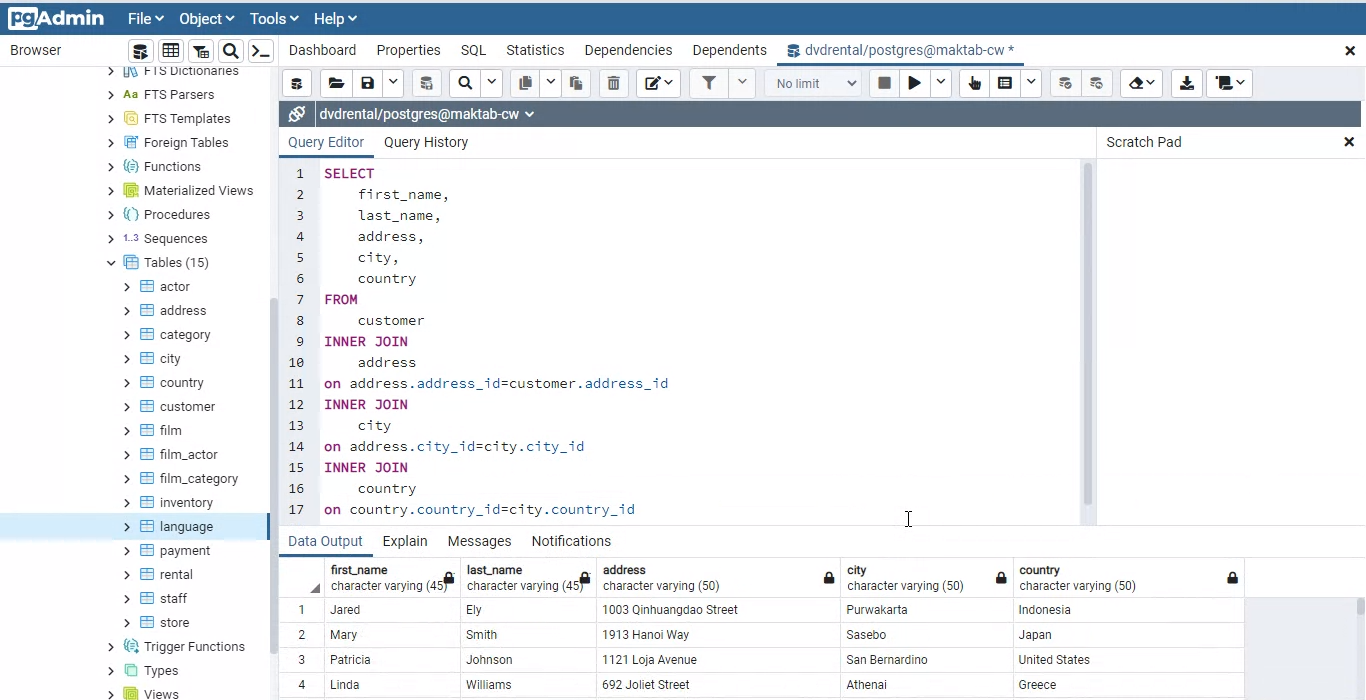 pgAdmin File Object Tools Help
Browser
Dashboard Properties SQL Statistics Dependencies Dependents dvdrental/postgres@maktab-cw *
FTS Dictionaries
Aa FTS Parsers
FTS Templates
Foreign Tables
Functions
Materialized Views
Procedures
1..3 Sequences
Tables (15)
actor
address
category
city
country
customer
film
film_actor
film_category
inventory
language
payment
rental
staff
store
Trigger Functions
Types
Views
No limit
dvdrental/postgres@maktab-cw
Query Editor Query History
Scratch Pad
1 SELECT
2 first_name,
3 last_name,
4 address,
5 city,
6 country
7 FROM
8 customer
9 INNER JOIN
10 address
11 on address.address_id=customer.address_id
12 INNER JOIN
13 city
14 on address.city_id=city.city_id
15 INNER JOIN
16 country
17 on country.country_id=city.country_id
Data Output Explain Messages Notifications
first_name last_name address city country
character varying (45) character varying (45) character varying (50) character varying (50) character varying (50)
1 Jared Ely 1003 Qinhuangdao Street Purwakarta Indonesia
2 Mary Smith 1913 Hanoi Way Sasebo Japan
3 Patricia Johnson 1121 Loja Avenue San Bernardino United States
4 Linda Williams 692 Joliet Street Athenai Greece